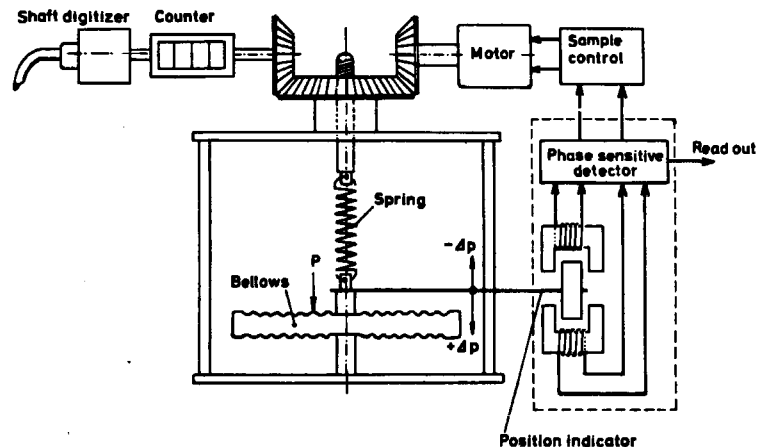 Shaft digitizer
Counter
Motor
Sample
control
Phase sensitive
detector
Read out
Spring
-Δp
P
Bellows
+Δp
Position indicator